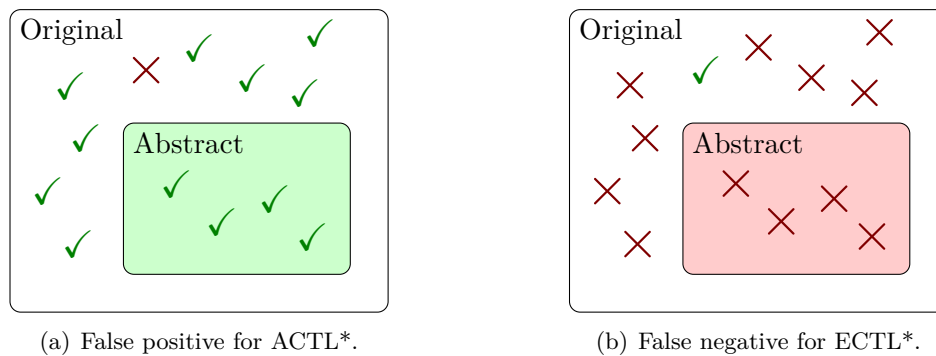 Original
Abstract
(a) False positive for ACTL*.
Original
Abstract
(b) False negative for ECTL*.